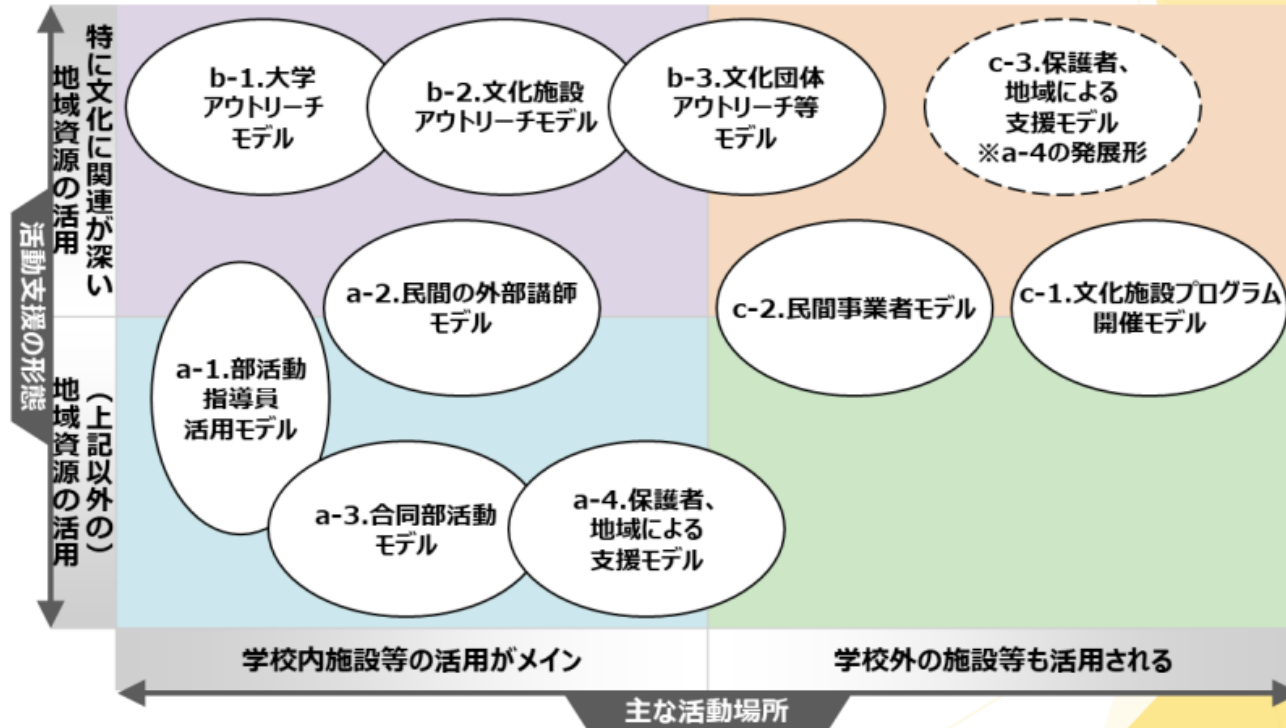 活動支援の形態
特に文化に関連が深い
地域資源の活用
(上記以外の)
地域資源の活用
b-1.大学
アウトリーチ
モデル
b-2.文化施設
アウトリーチモデル
b-3.文化団体
アウトリーチ等
モデル
c-3.保護者、
地域による
支援モデル
※a-4の発展形
a-2.民間の外部講師
モデル
c-2.民間事業者モデル
c-1.文化施設プログラム
開催モデル
a-1.部活動
指導員
活用モデル
a-3.合同部活動
モデル
a-4.保護者、
地域による
支援モデル
学校内施設等の活用がメイン
学校外の施設等も活用される
主な活動場所